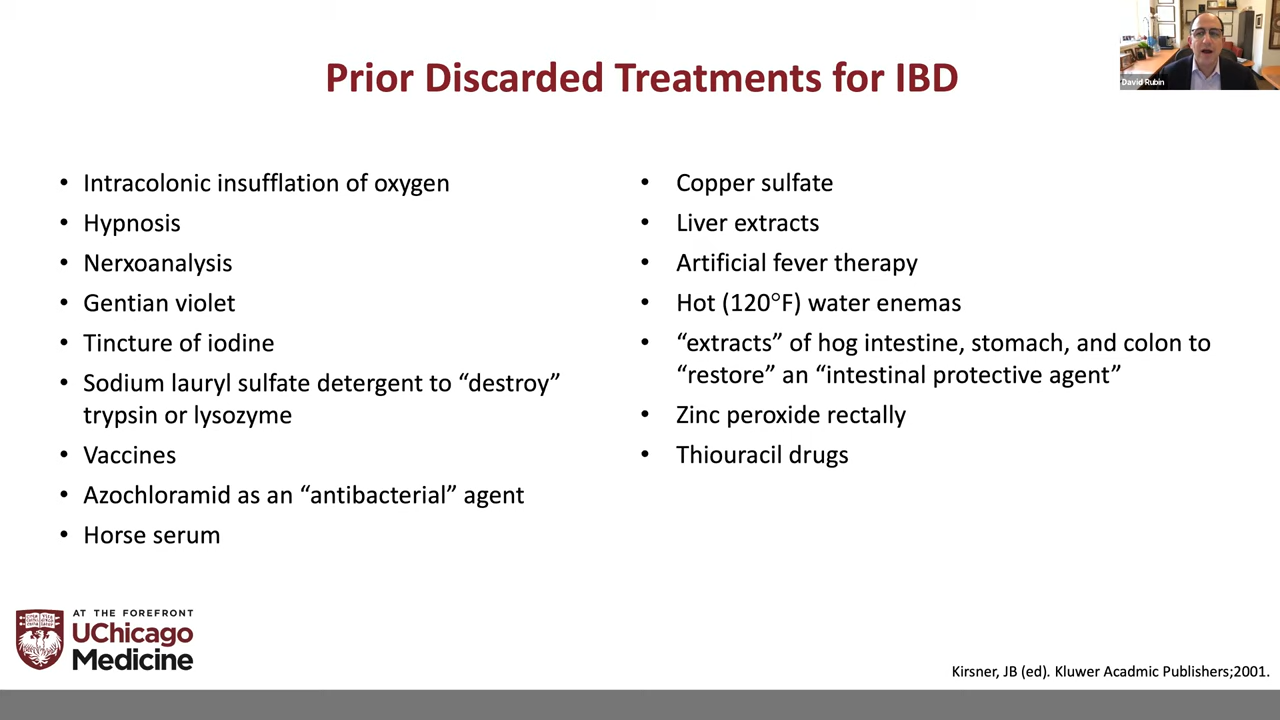 Prior Discarded Treatments for IBD
David Rubin
• Intracolonic insufflation of oxygen
• Hypnosis
• Nerxoanalysis
• Gentian violet
• Tincture of iodine
• Sodium lauryl sulfate detergent to “destroy”
trypsin or lysozyme
• Vaccines
• Azochloramid as an “antibacterial” agent
• Horse serum
• Copper sulfate
• Liver extracts
• Artificial fever therapy
• Hot (120°F) water enemas
• “extracts” of hog intestine, stomach, and colon to
“restore” an “intestinal protective agent”
• Zinc peroxide rectally
• Thiouracil drugs
AT THE FOREFRONT
UChicago
Medicine
Kirsner, JB (ed). Kluwer Acadmic Publishers;2001.